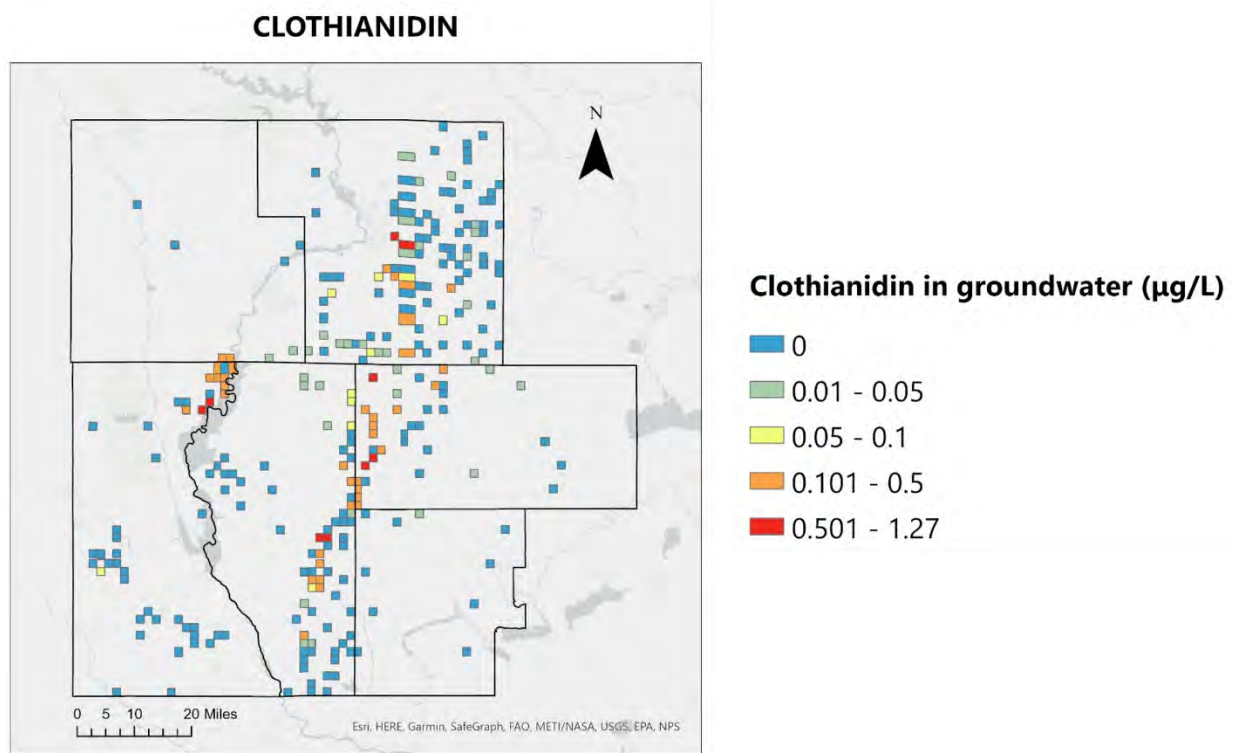 CLOTHIANIDIN
N
Clothianidin in groundwater (µg/L)
0
0.01 - 0.05
0.05 - 0.1
0.101 - 0.5
0.501 - 1.27
0 5 10 20 Miles
Esri, HERE, Garmin, SafeGraph, FAO, METI/NASA, USGS, EPA, NPS